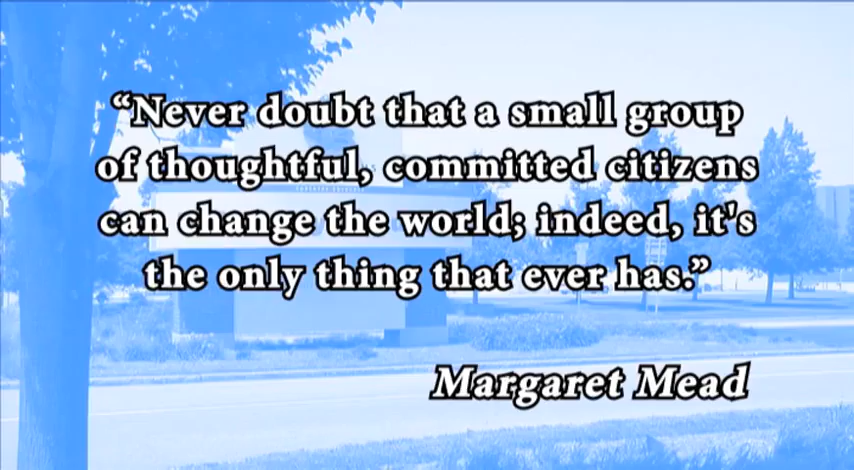 “Never doubt that a small group
of thoughtful, committed citizens
can change the world; indeed, it's
the only thing that ever has.”
Margaret Mead